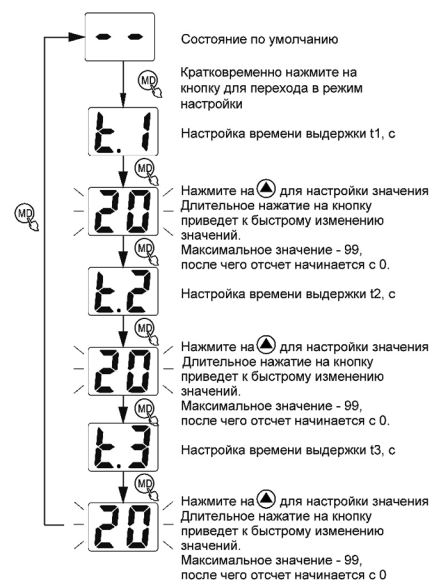 - -
Состояние по умолчанию
MD
Кратковременно нажмите на
кнопку для перехода в режим
настройки
t.1
Настройка времени выдержки t1, с
MD
MD
20
Нажмите на ▲ для настройки значения
Длительное нажатие на кнопку
приведет к быстрому изменению
значений.
Максимальное значение - 99,
после чего отсчет начинается с 0.
MD
t.2
Настройка времени выдержки t2, с
MD
20
Нажмите на ▲ для настройки значения
Длительное нажатие на кнопку
приведет к быстрому изменению
значений.
Максимальное значение - 99,
после чего отсчет начинается с 0.
MD
t.3
Настройка времени выдержки t3, с
MD
20
Нажмите на ▲ для настройки значения
Длительное нажатие на кнопку
приведет к быстрому изменению
значений.
Максимальное значение - 99,
после чего отсчет начинается с 0